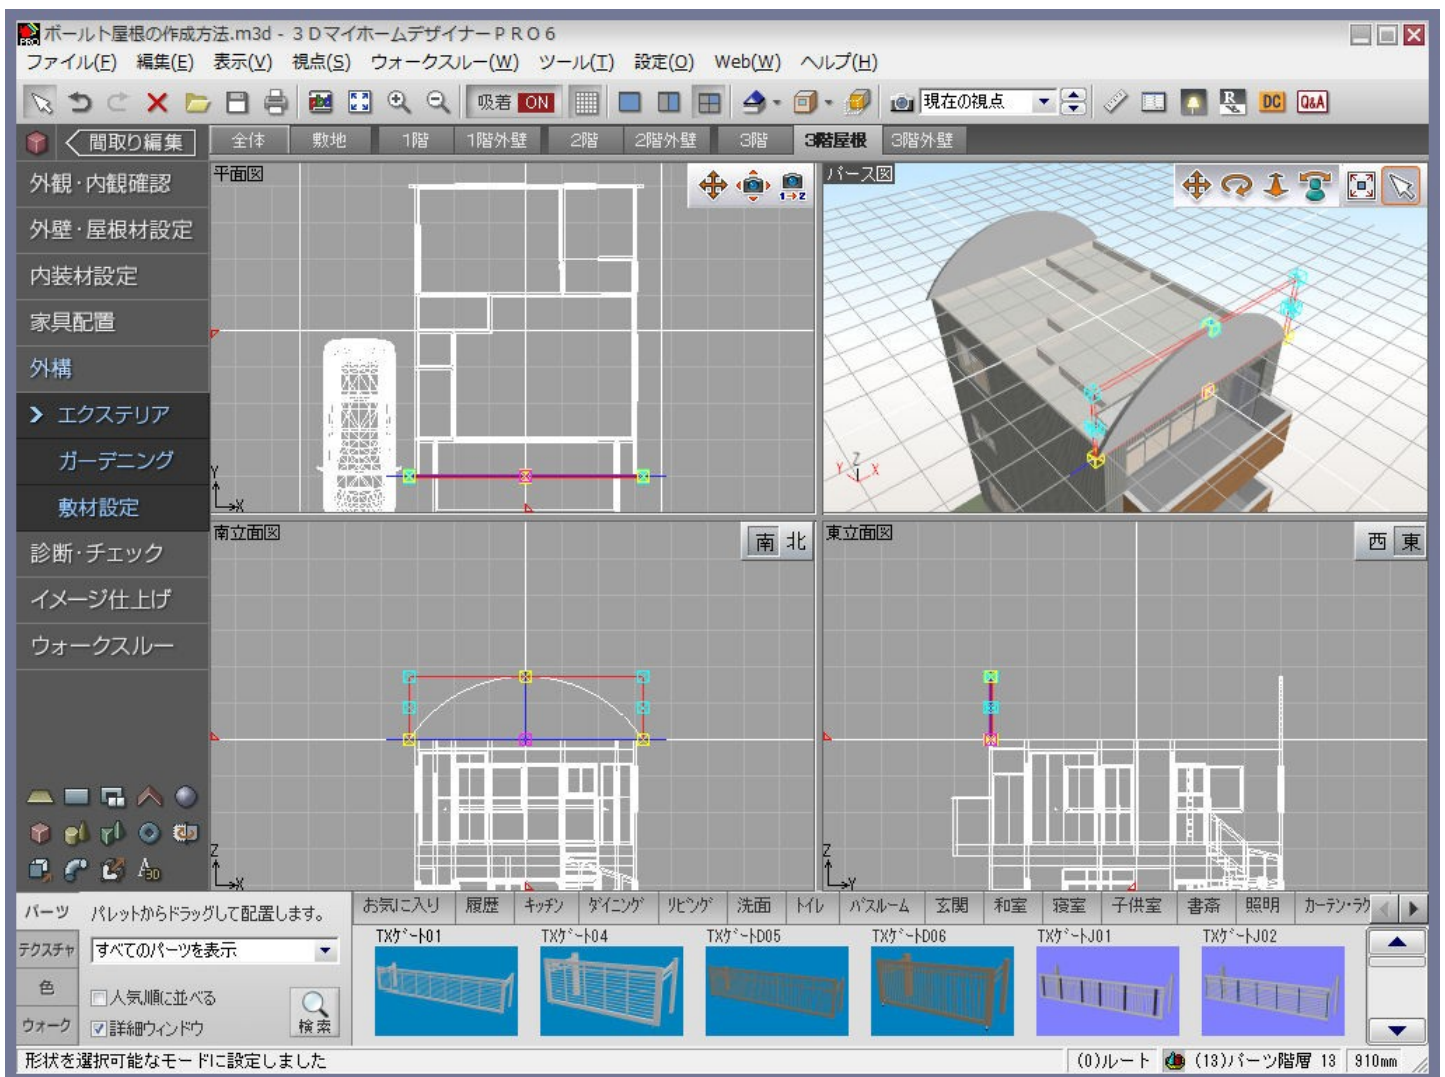 ボールト屋根の作成方法.m3d - 3DマイホームデザイナーPRO6
ファイル(F) 編集(E) 表示(V) 視点(S) ウォークスルー(W) ツール(T) 設定(O) Web(W) ヘルプ(H)
吸着 ON 現在の視点 DC Q&A
間取り編集 全体 敷地 1階 1階外壁 2階 2階外壁 3階 3階屋根 3階外壁
外観・内観確認
外壁・屋根材設定
内装材設定
家具配置
外構
エクステリア
ガーデニング
敷材設定
診断・チェック
イメージ仕上げ
ウォークスルー
平面図
1→2
Y
X
パース図
Y Z X
南立面図
南 北
Z
X
東立面図
西 東
Z
Y
パーツ
テクスチャ
色
ウォーク
パレットからドラッグして配置します。
すべてのパーツを表示
人気順に並べる
詳細ウィンドウ
検索
お気に入り 履歴 キッチン ダイニング リビング 洗面 トイレ バスルーム 玄関 和室 寝室 子供室 書斎 照明 カーテン・ラグ
TXゲート01 TXゲート04 TXゲートD05 TXゲートD06 TXゲートJ01 TXゲートJ02
形状を選択可能なモードに設定しました
(0)ルート (13)パーツ階層 13 910mm